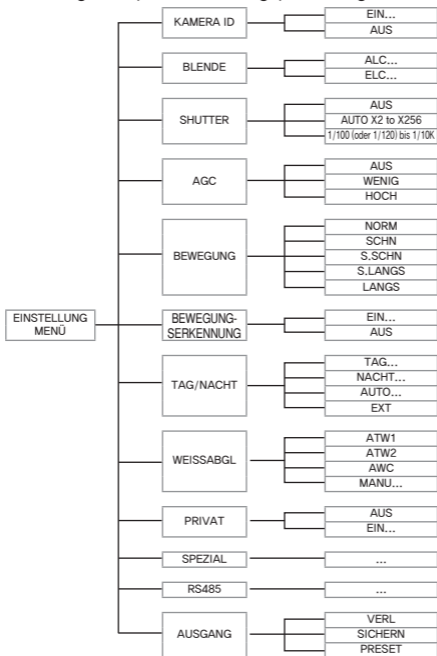 KAMERA ID
EIN...
AUS
BLENDE
ALC...
ELC...
SHUTTER
AUS
AUTO X2 to X256
1/100 (oder 1/120) bis 1/10K
AGC
AUS
WENIG
HOCH
BEWEGUNG
NORM
SCHN
S.SCHN
S.LANGS
LANGS
EINSTELLUNG
MENÜ
BEWEGUNG-
SERKENNUNG
EIN...
AUS
TAG/NACHT
TAG...
NACHT...
AUTO...
EXT
WEISSABGL
ATW1
ATW2
AWC
MANU...
PRIVAT
AUS
EIN...
SPEZIAL
...
RS485
...
AUSGANG
VERL
SICHERN
PRESET